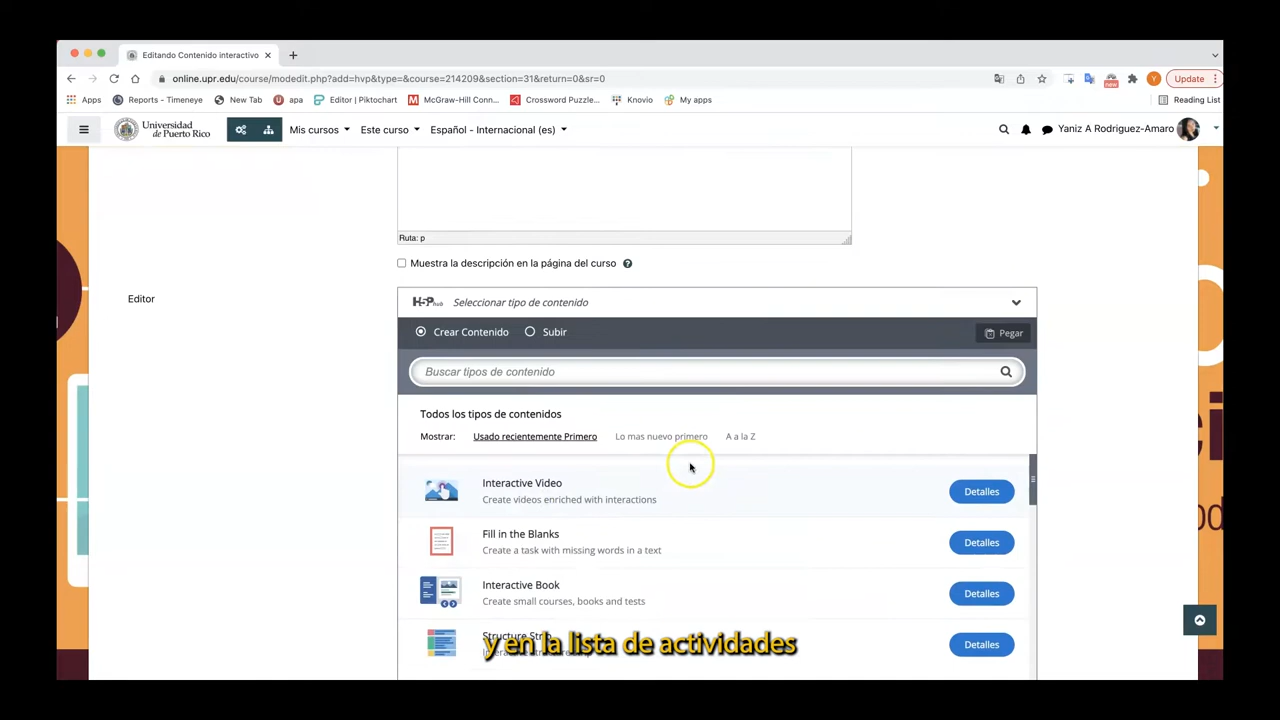 Editando Contenido interactivo
online.upr.edu/course/modedit.php?add=hvp&type=&course=214209&section=31&return=0&sr=0
new
Y
Update
Apps
Reports - Timeneye
New Tab
apa
Editor | Piktochart
McGraw-Hill Conn...
Crossword Puzzle...
Knovio
My apps
Reading List
Universidad
de Puerto Rico
Mis cursos
Este curso
Español - Internacional (es)
Yaniz A Rodriguez-Amaro
Ruta: p
Muestra la descripción en la página del curso
Editor
H5P hub
Seleccionar tipo de contenido
Crear Contenido
Subir
Pegar
Buscar tipos de contenido
Todos los tipos de contenidos
Mostrar:
Usado recientemente Primero
Lo mas nuevo primero
A a la Z
Interactive Video
Create videos enriched with interactions
Detalles
Fill in the Blanks
Create a task with missing words in a text
Detalles
Interactive Book
Create small courses, books and tests
Detalles
Structure Strip
Detalles
y en la lista de actividades